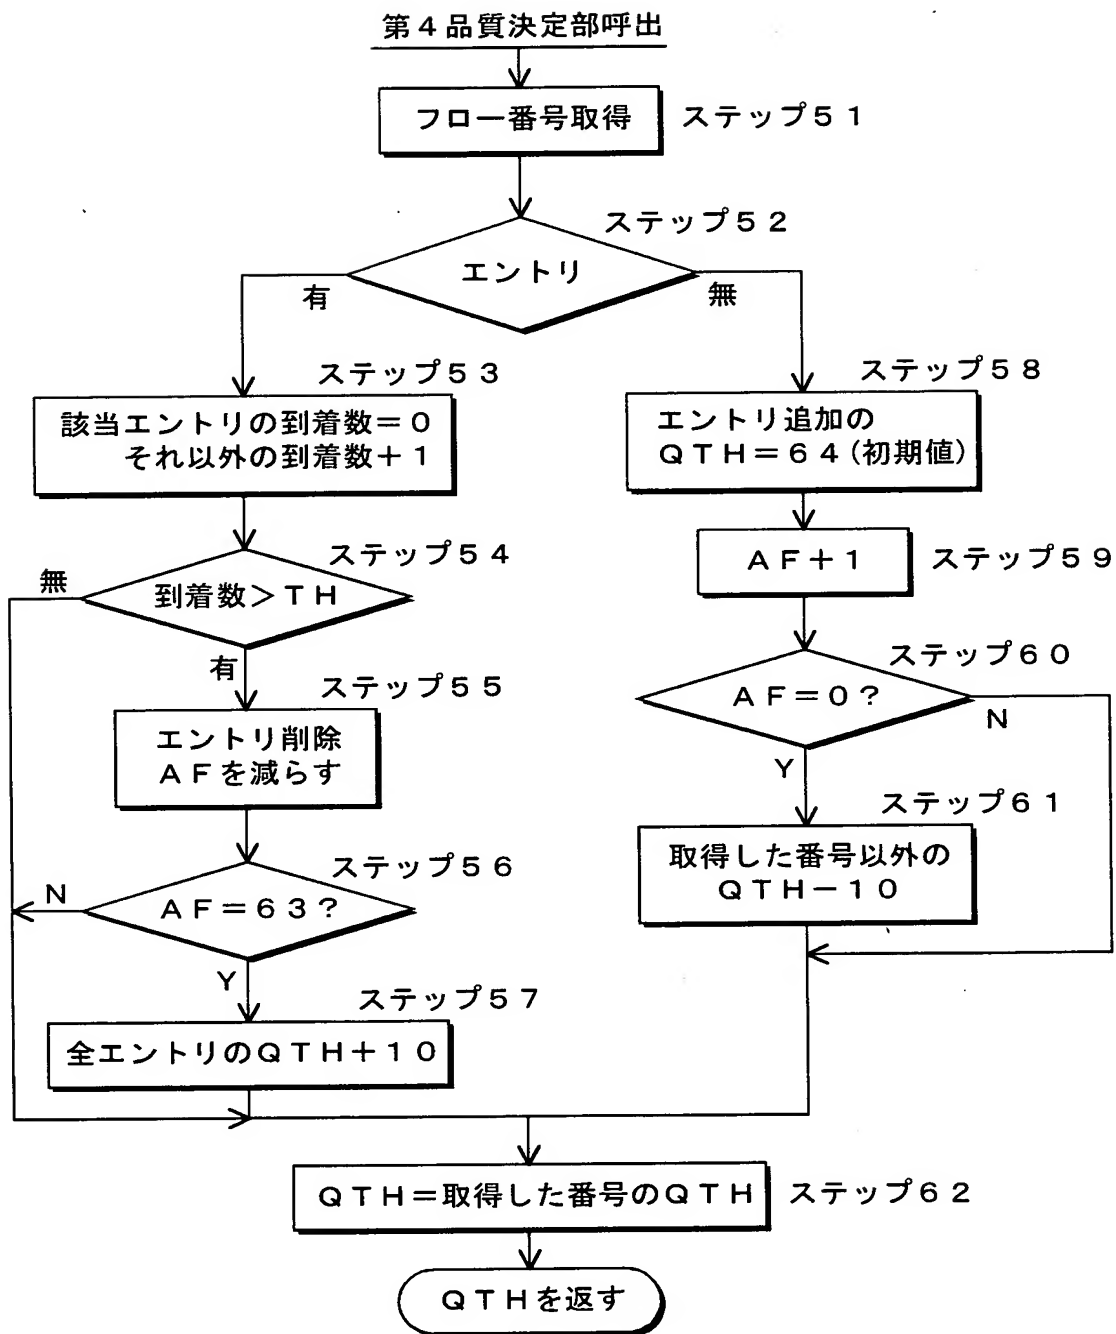 第4品質決定部呼出
フロー番号取得
ステップ51
ステップ52
エントリ
有
無
ステップ53
該当エントリの到着数=0
それ以外の到着数+1
ステップ54
無
到着数>TH
有
ステップ55
エントリ削除
AFを減らす
ステップ56
N
AF=63?
Y
ステップ57
全エントリのQTH+10
ステップ58
エントリ追加の
QTH=64(初期値)
AF+1
ステップ59
ステップ60
AF=0?
N
Y
ステップ61
取得した番号以外の
QTH-10
QTH=取得した番号のQTH
ステップ62
QTHを返す